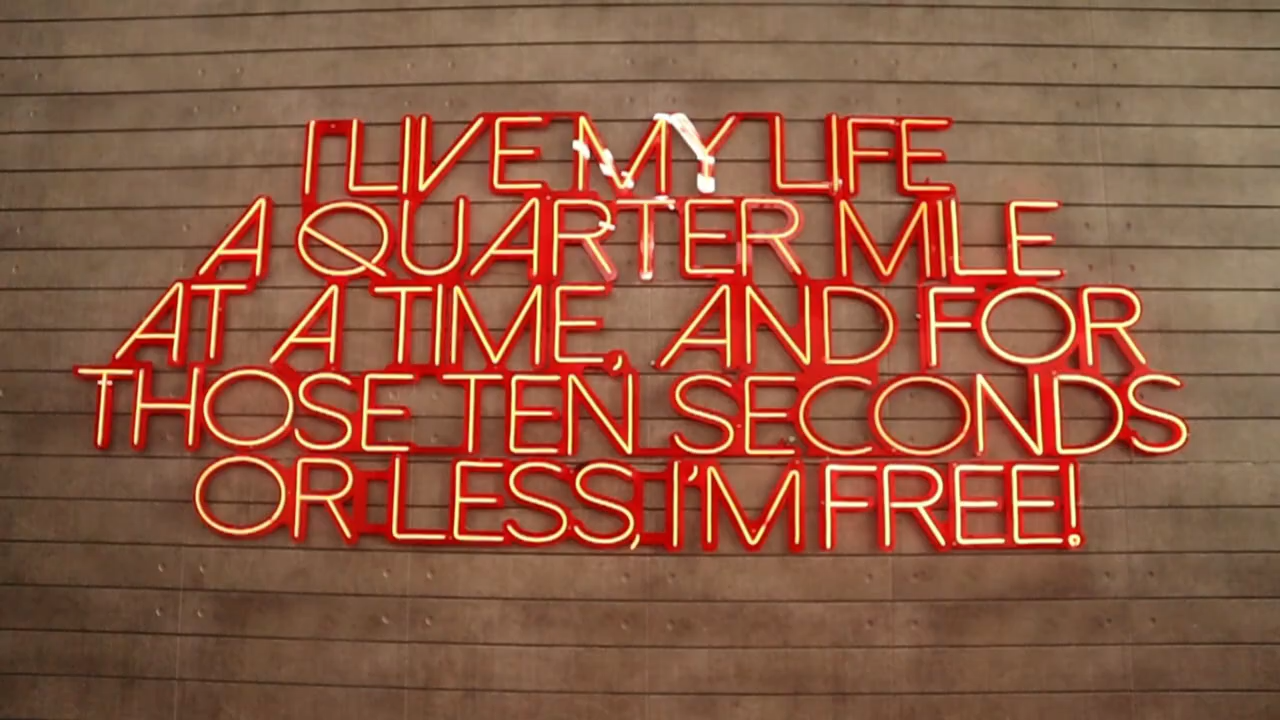 I LIVE MY LIFE
A QUARTER MILE
AT A TIME, AND FOR
THOSE TEN SECONDS
OR LESS, I'M FREE!